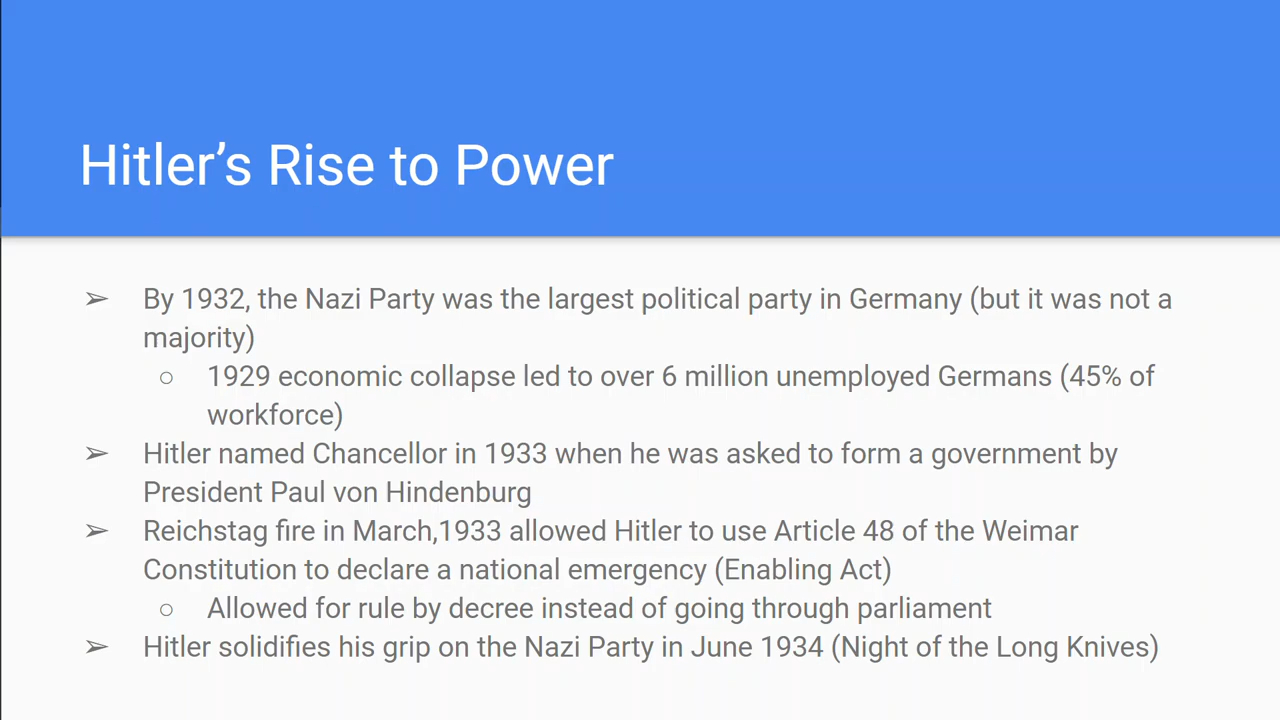 Hitler’s Rise to Power
➢ By 1932, the Nazi Party was the largest political party in Germany (but it was not a
majority)
○ 1929 economic collapse led to over 6 million unemployed Germans (45% of
workforce)
➢ Hitler named Chancellor in 1933 when he was asked to form a government by
President Paul von Hindenburg
➢ Reichstag fire in March,1933 allowed Hitler to use Article 48 of the Weimar
Constitution to declare a national emergency (Enabling Act)
○ Allowed for rule by decree instead of going through parliament
➢ Hitler solidifies his grip on the Nazi Party in June 1934 (Night of the Long Knives)